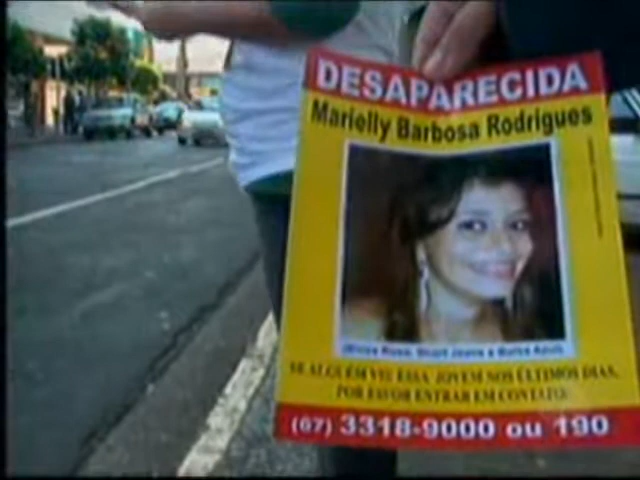 DESAPARECIDA
Marielly Barbosa Rodrigues
SE ALGUÉM VIU ESSA JOVEM NOS ÚLTIMOS DIAS,
POR FAVOR ENTRAR EM CONTATO:
(67) 3318-9000 ou 190